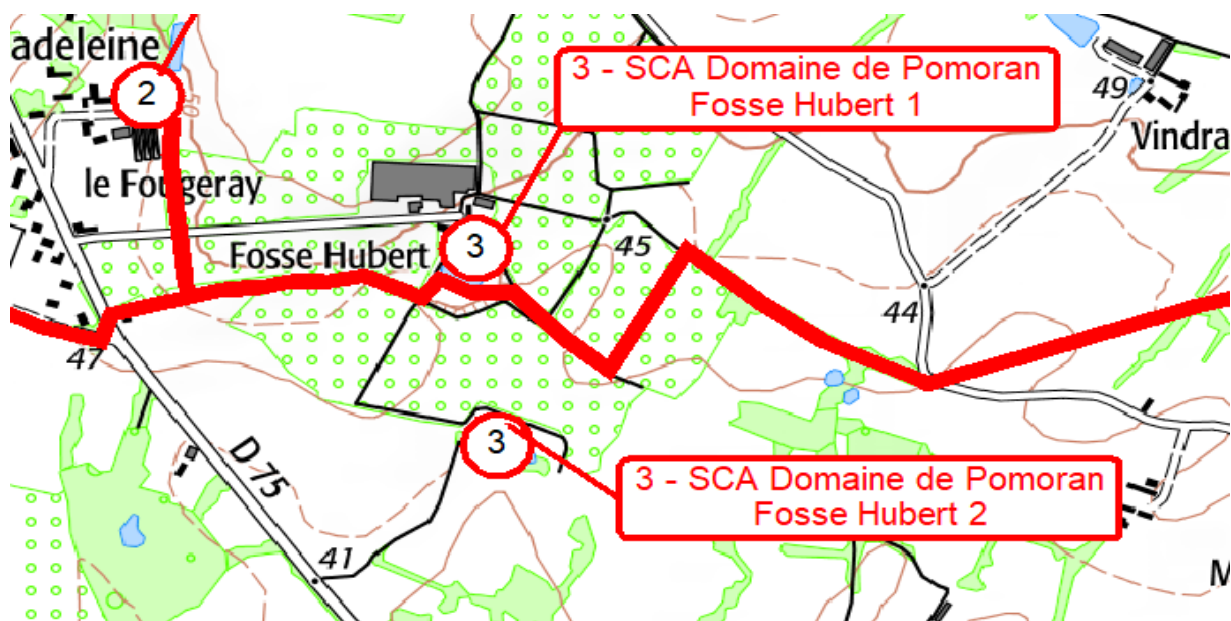 adeleine
2
3 - SCA Domaine de Pomoran
Fosse Hubert 1
49
Vindra
le Fougeray
Fosse Hubert
3
45
44
47
D 75
3
3 - SCA Domaine de Pomoran
Fosse Hubert 2
41
M